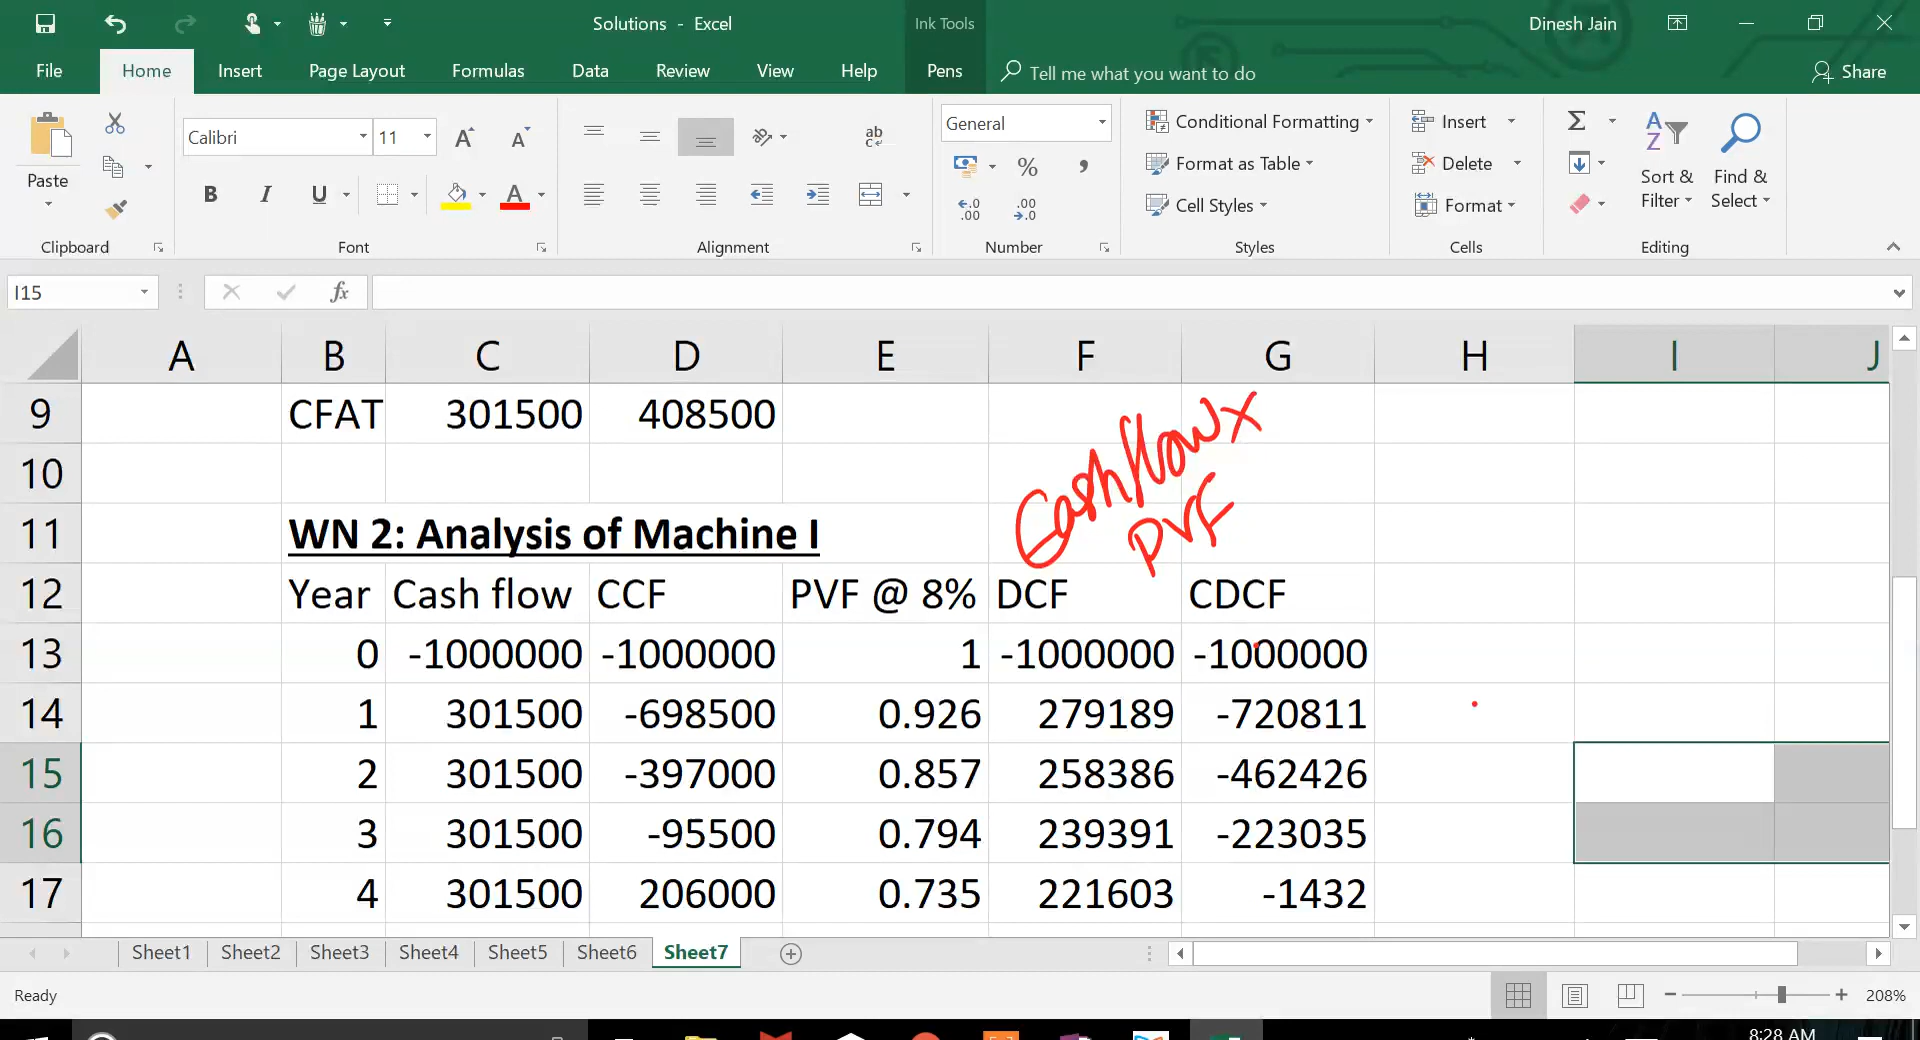 Solutions - Excel
Ink Tools
Dinesh Jain
File Home Insert Page Layout Formulas Data Review View Help Pens Tell me what you want to do Share
Paste
Clipboard
Calibri 11
B I U
Font
ab
Alignment
General
% ,
Number
Conditional Formatting
Format as Table
Cell Styles
Styles
Insert
Delete
Format
Cells
Sort & Filter
Find & Select
Editing
I15 fx
A B C D E F G H I J
9 CFAT 301500 408500
Cashflow x
PVF
10
11 WN 2: Analysis of Machine I
12 Year Cash flow CCF PVF @ 8% DCF CDCF
13 0 -1000000 -1000000 1 -1000000 -1000000
14 1 301500 -698500 0.926 279189 -720811
15 2 301500 -397000 0.857 258386 -462426
16 3 301500 -95500 0.794 239391 -223035
17 4 301500 206000 0.735 221603 -1432
Sheet1 Sheet2 Sheet3 Sheet4 Sheet5 Sheet6 Sheet7
Ready 208%
8:28 AM